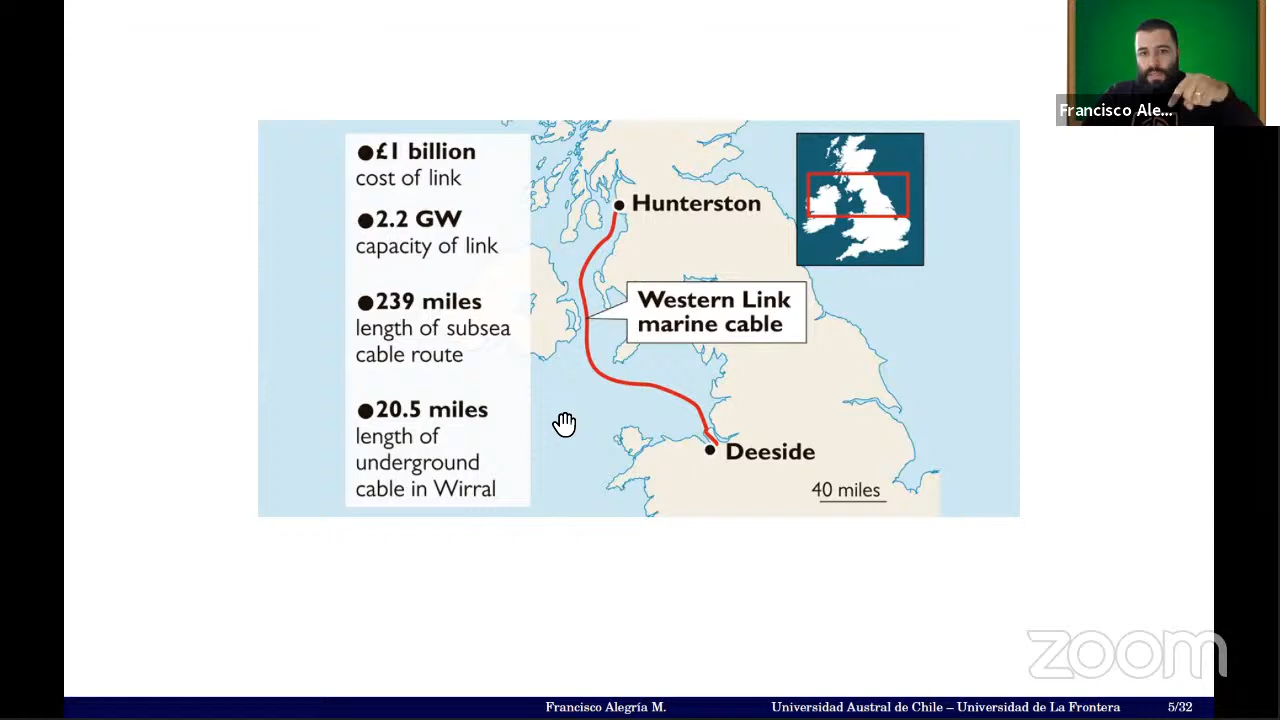 Francisco Ale...
●£1 billion
cost of link
●2.2 GW
capacity of link
●239 miles
length of subsea
cable route
●20.5 miles
length of
underground
cable in Wirral
Hunterston
Western Link
marine cable
Deeside
40 miles
zoom
Francisco Alegría M.
Universidad Austral de Chile – Universidad de La Frontera
5/32